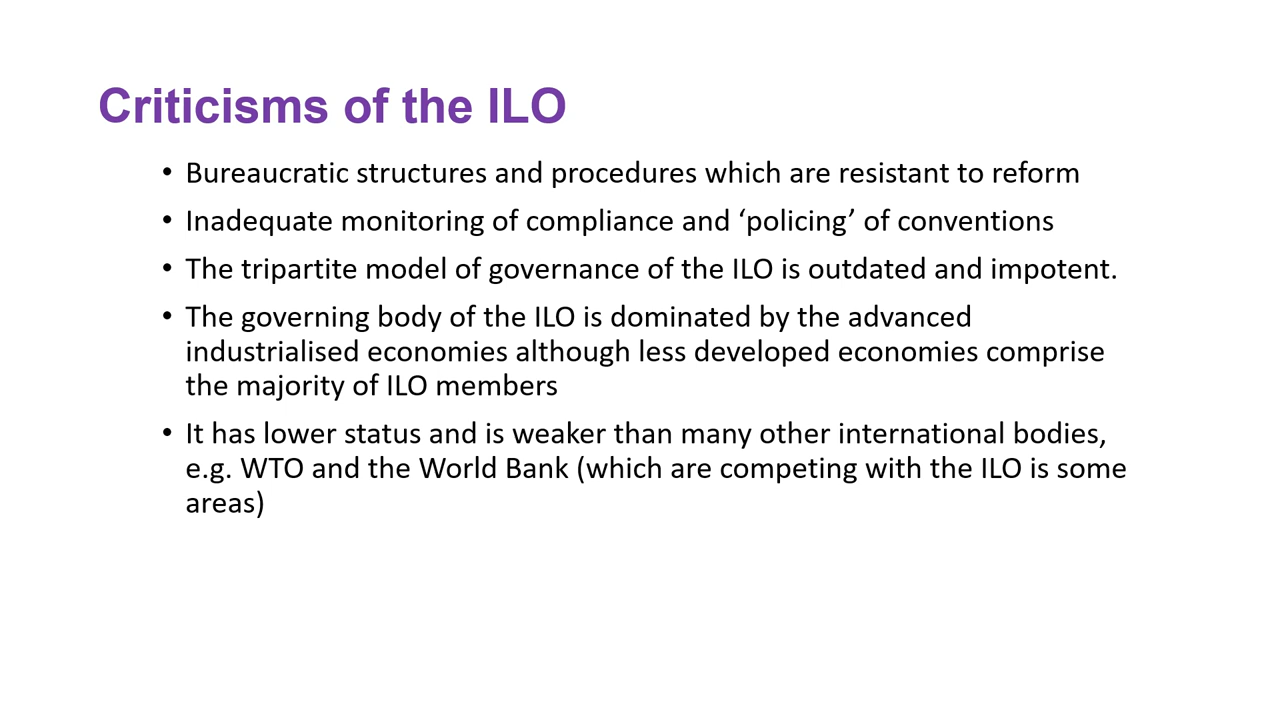 Criticisms of the ILO
• Bureaucratic structures and procedures which are resistant to reform
• Inadequate monitoring of compliance and ‘policing’ of conventions
• The tripartite model of governance of the ILO is outdated and impotent.
• The governing body of the ILO is dominated by the advanced
industrialised economies although less developed economies comprise
the majority of ILO members
• It has lower status and is weaker than many other international bodies,
e.g. WTO and the World Bank (which are competing with the ILO is some
areas)